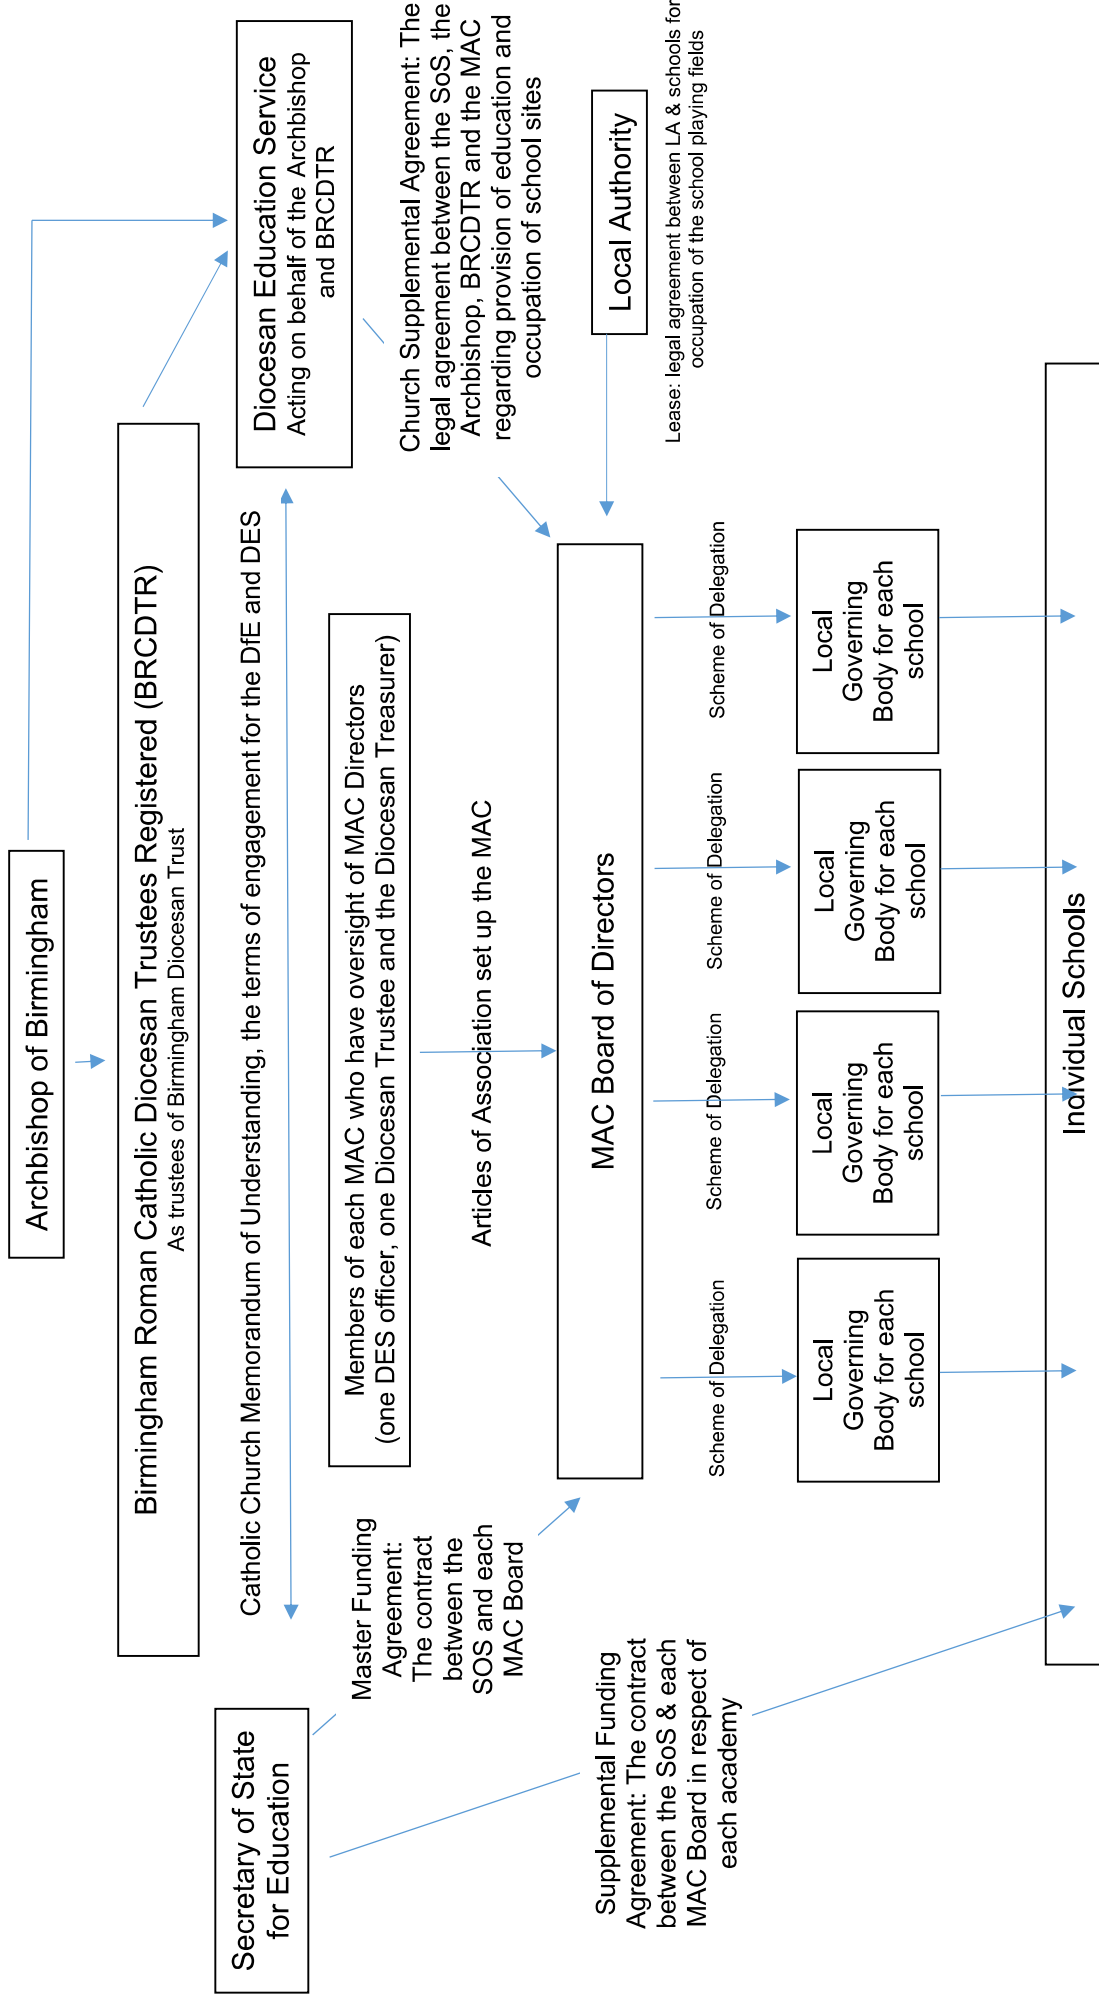 Archbishop of Birmingham
Birmingham Roman Catholic Diocesan Trustees Registered (BRCDTR)
As trustees of Birmingham Diocesan Trust
Secretary of State
for Education
Catholic Church Memorandum of Understanding, the terms of engagement for the DfE and DES
Diocesan Education Service
Acting on behalf of the Archbishop
and BRCDTR
Members of each MAC who have oversight of MAC Directors
(one DES officer, one Diocesan Trustee and the Diocesan Treasurer)
Master Funding
Agreement:
The contract
between the
SOS and each
MAC Board
Articles of Association set up the MAC
Church Supplemental Agreement: The
legal agreement between the SoS, the
Archbishop, BRCDTR and the MAC
regarding provision of education and
occupation of school sites
Supplemental Funding
Agreement: The contract
between the SoS & each
MAC Board in respect of
each academy
MAC Board of Directors
Local Authority
Lease: legal agreement between LA & schools for
occupation of the school playing fields
Scheme of Delegation
Scheme of Delegation
Scheme of Delegation
Scheme of Delegation
Local
Governing
Body for each
school
Local
Governing
Body for each
school
Local
Governing
Body for each
school
Local
Governing
Body for each
school
Individual Schools